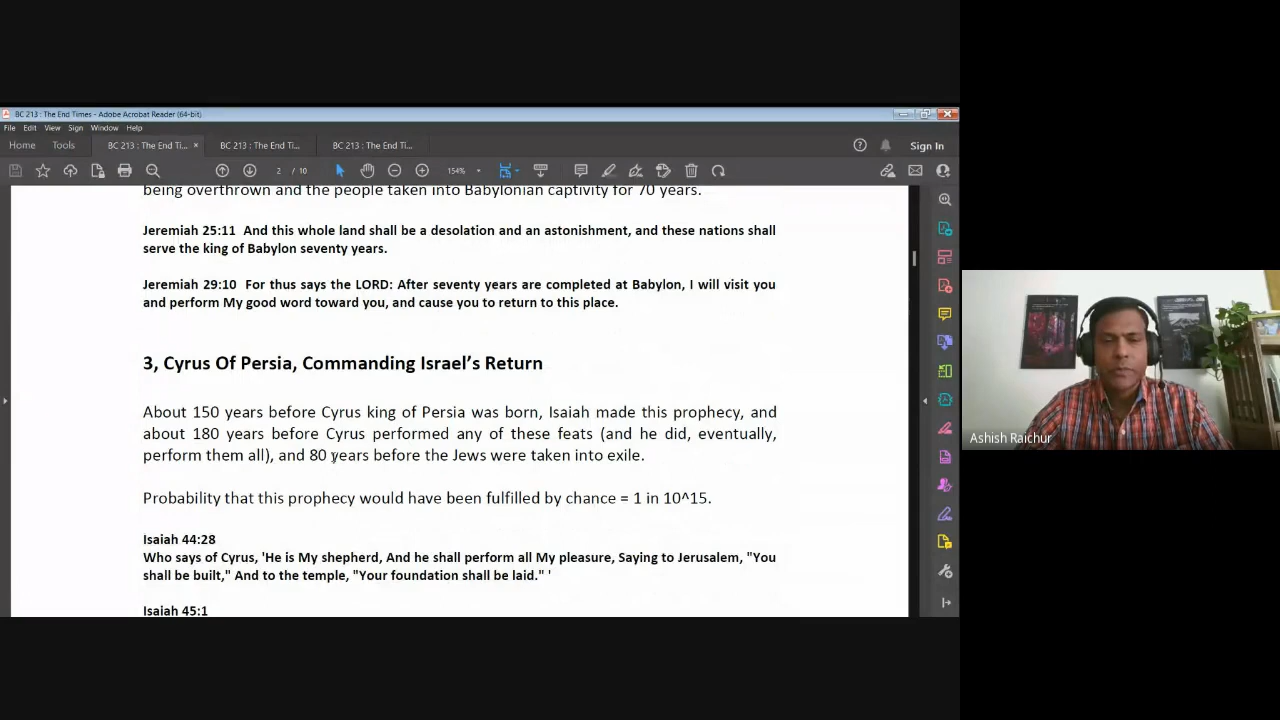 BC 213 : The End Times - Adobe Acrobat Reader (64-bit)
File Edit View Sign Window Help
Home Tools BC 213 : The End Ti... × BC 213 : The End Ti... BC 213 : The End Ti... Sign In
2 / 10 154%
being overthrown and the people taken into Babylonian captivity for 70 years.
Jeremiah 25:11 And this whole land shall be a desolation and an astonishment, and these nations shall
serve the king of Babylon seventy years.
Jeremiah 29:10 For thus says the LORD: After seventy years are completed at Babylon, I will visit you
and perform My good word toward you, and cause you to return to this place.
3, Cyrus Of Persia, Commanding Israel’s Return
About 150 years before Cyrus king of Persia was born, Isaiah made this prophecy, and
about 180 years before Cyrus performed any of these feats (and he did, eventually,
perform them all), and 80 years before the Jews were taken into exile.
Probability that this prophecy would have been fulfilled by chance = 1 in 10^15.
Isaiah 44:28
Who says of Cyrus, 'He is My shepherd, And he shall perform all My pleasure, Saying to Jerusalem, "You
shall be built," And to the temple, "Your foundation shall be laid." '
Isaiah 45:1
Ashish Raichur